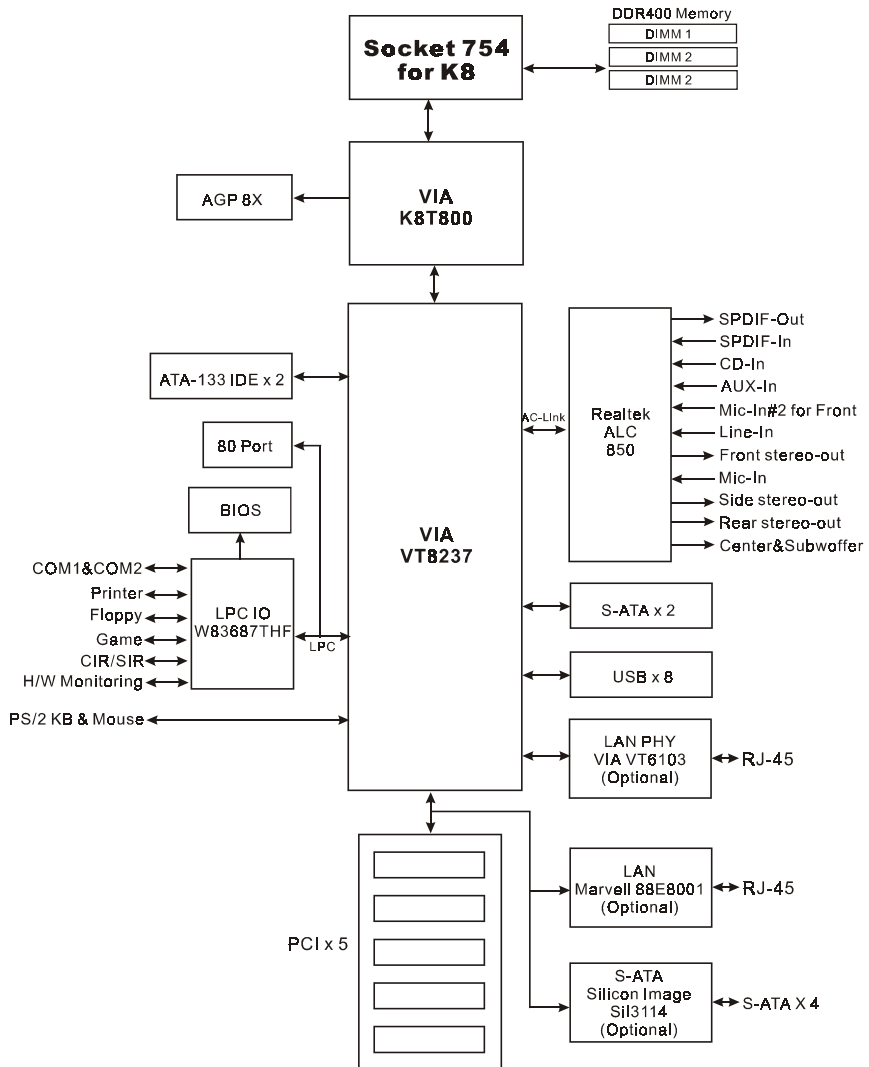 DDR400 Memory
DIMM 1
DIMM 2
DIMM 2
Socket 754
for K8
AGP 8X
VIA
K8T800
ATA-133 IDE x 2
80 Port
BIOS
COM1&COM2
Printer
Floppy
Game
CIR/SIR
H/W Monitoring
LPC IO
W83687THF
LPC
PS/2 KB & Mouse
VIA
VT8237
AC-Link
Realtek
ALC
850
SPDIF-Out
SPDIF-In
CD-In
AUX-In
Mic-In#2 for Front
Line-In
Front stereo-out
Mic-In
Side stereo-out
Rear stereo-out
Center&Subwoffer
S-ATA x 2
USB x 8
LAN PHY
VIA VT6103
(Optional)
RJ-45
LAN
Marvell 88E8001
(Optional)
RJ-45
PCI x 5
S-ATA
Silicon Image
SiI3114
(Optional)
S-ATA X 4